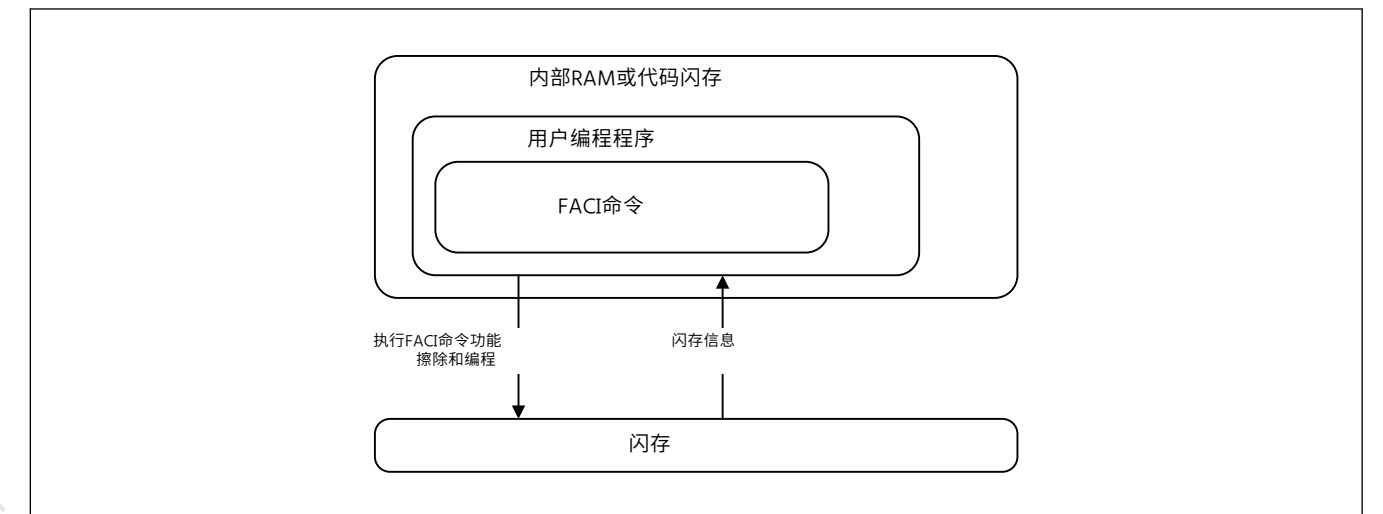 内部RAM或代码闪存
用户编程程序
FACI命令
执行FACI命令功能
擦除和编程
闪存信息
闪存